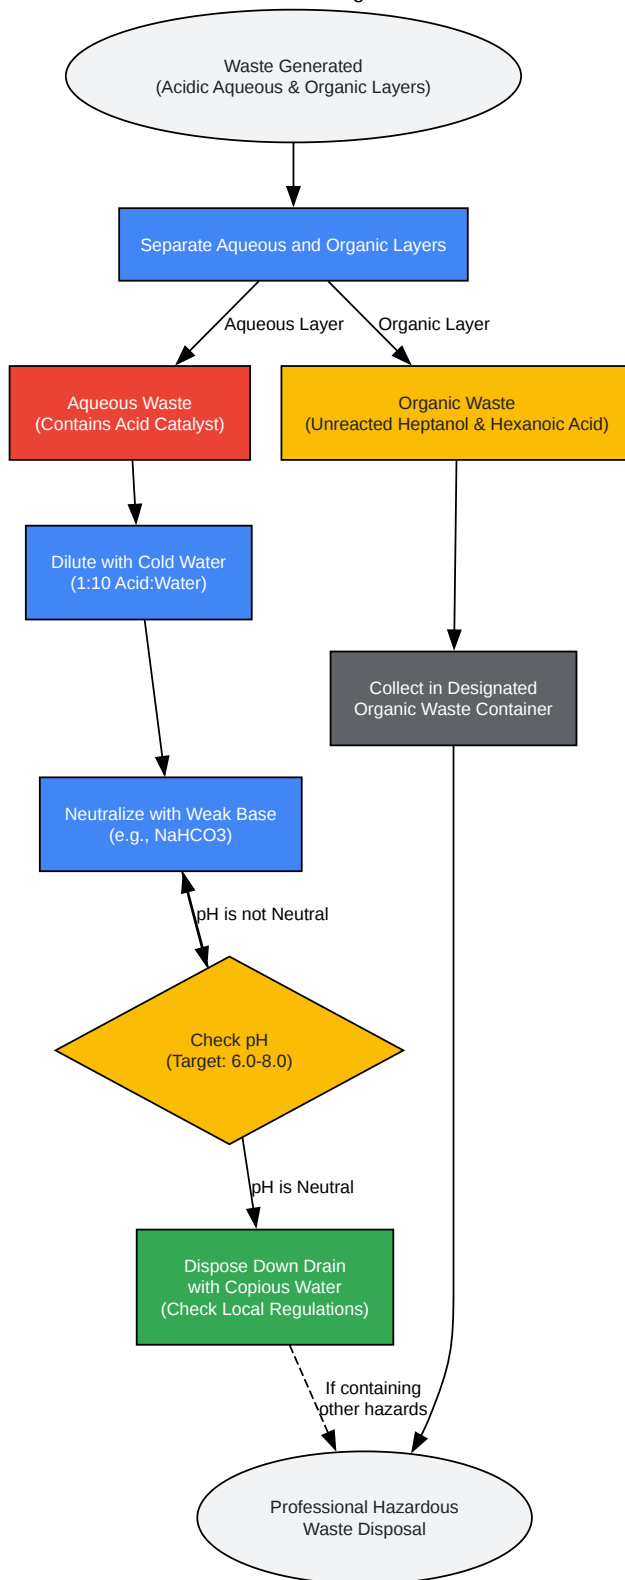 Waste Generated
(Acidic Aqueous & Organic Layers)
Separate Aqueous and Organic Layers
Aqueous Layer
Organic Layer
Aqueous Waste
(Contains Acid Catalyst)
Organic Waste
(Unreacted Heptanol & Hexanoic Acid)
Dilute with Cold Water
(1:10 Acid:Water)
Collect in Designated
Organic Waste Container
Neutralize with Weak Base
(e.g., NaHCO3)
pH is not Neutral
Check pH
(Target: 6.0-8.0)
pH is Neutral
Dispose Down Drain
with Copious Water
(Check Local Regulations)
If containing
other hazards
Professional Hazardous
Waste Disposal